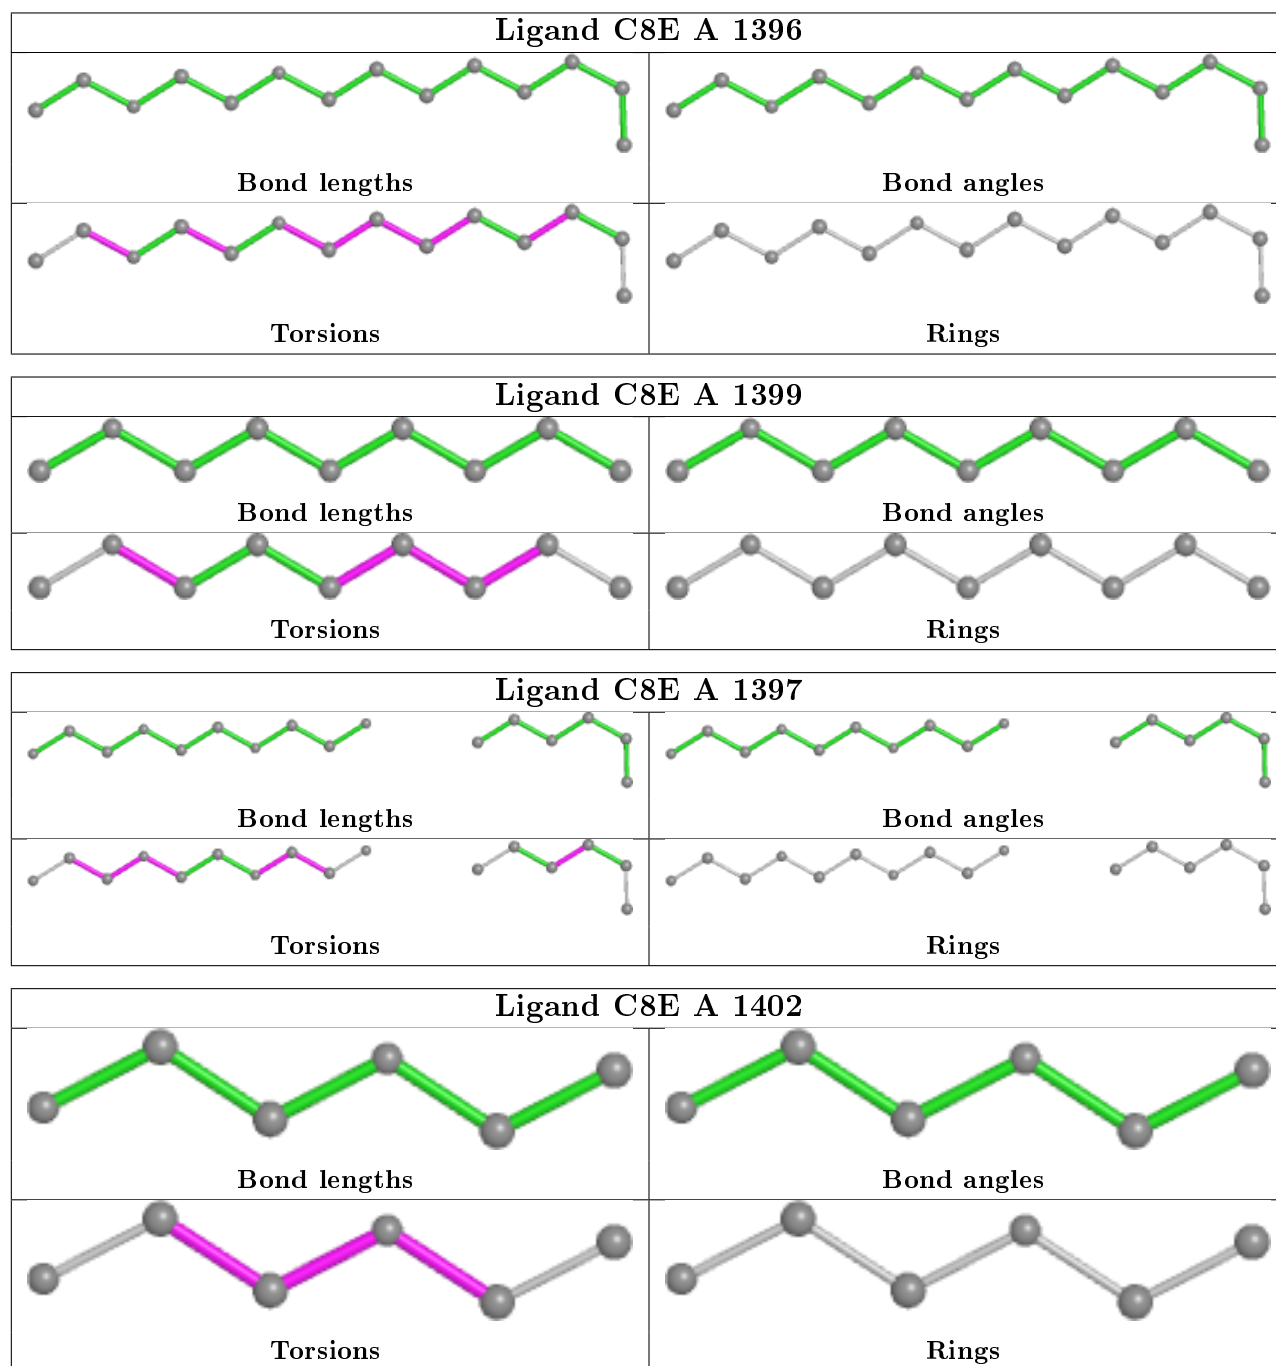 Ligand C8E A 1396
Bond lengths
Bond angles
Torsions
Rings
Ligand C8E A 1399
Bond lengths
Bond angles
Torsions
Rings
Ligand C8E A 1397
Bond lengths
Bond angles
Torsions
Rings
Ligand C8E A 1402
Bond lengths
Bond angles
Torsions
Rings